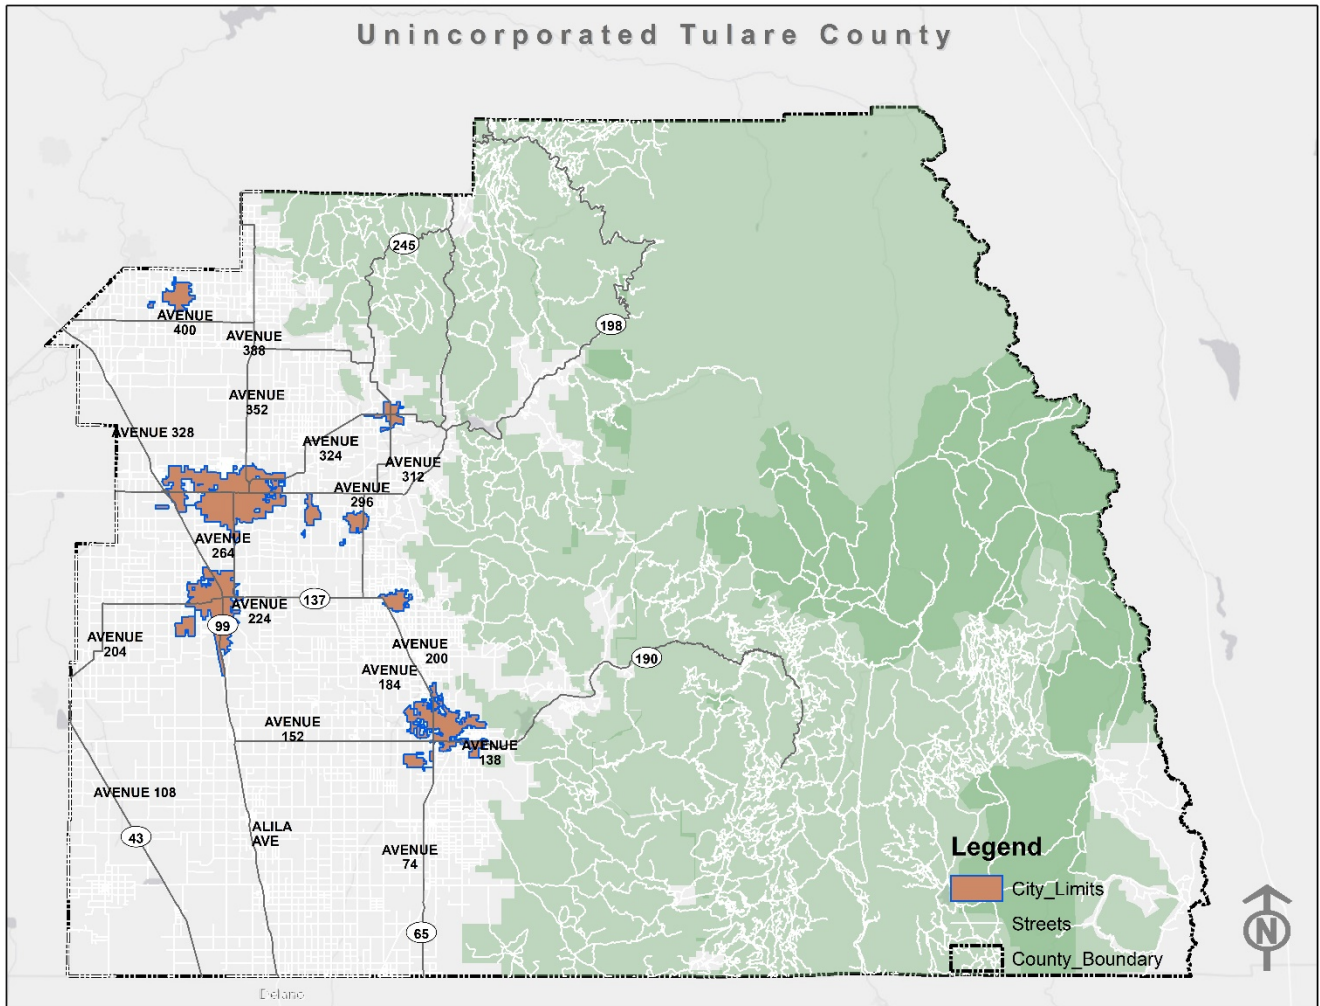 Unincorporated Tulare County
245
198
AVENUE
400
AVENUE
388
AVENUE
352
AVENUE 328
AVENUE
324
AVENUE
312
AVENUE
296
AVENUE
264
137
AVENUE
224
99
AVENUE
204
AVENUE
200
190
AVENUE
184
AVENUE
152
AVENUE
138
AVENUE 108
43
ALILA
AVE
AVENUE
74
65
Legend
City_Limits
Streets
County_Boundary
N
Delano